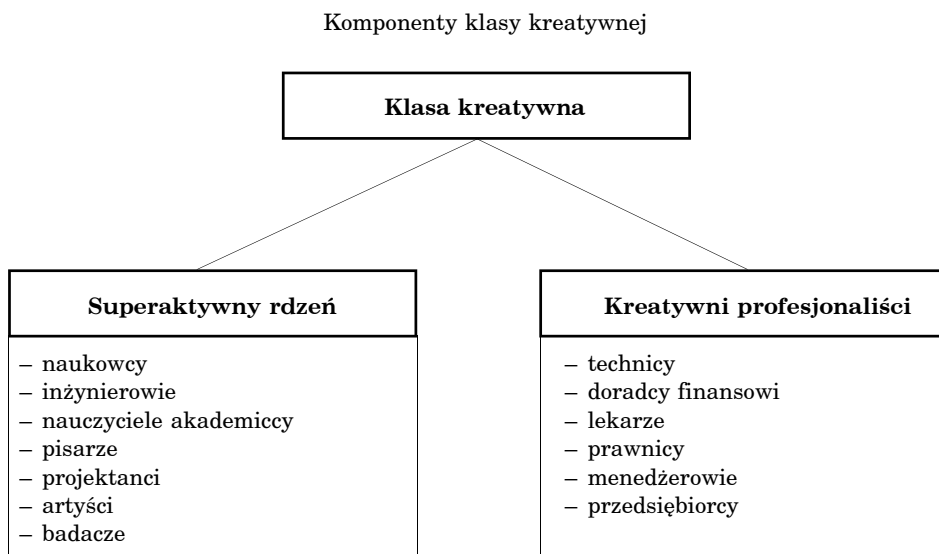 Komponenty klasy kreatywnej
Klasa kreatywna
Superaktywny rdzeń
– naukowcy
– inżynierowie
– nauczyciele akademiccy
– pisarze
– projektanci
– artyści
– badacze
Kreatywni profesjonaliści
– technicy
– doradcy finansowi
– lekarze
– prawnicy
– menedżerowie
– przedsiębiorcy